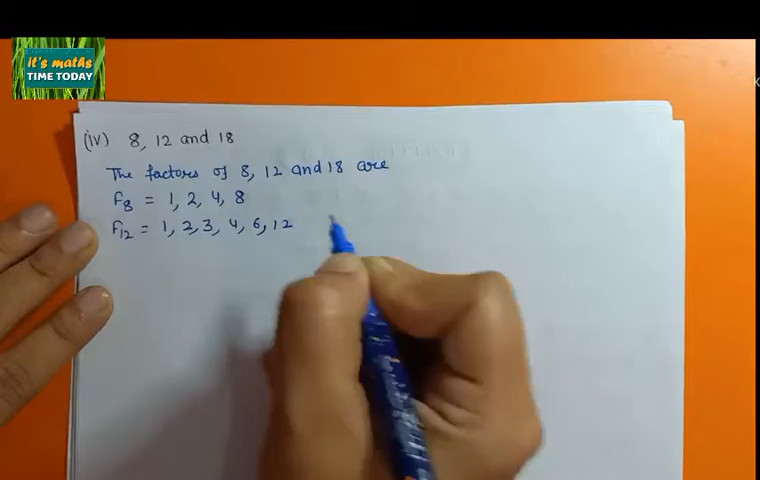 it's maths
TIME TODAY
(iv) 8, 12 and 18
The factors of 8, 12 and 18 are
F8 = 1, 2, 4, 8
F12 = 1, 2, 3, 4, 6, 12